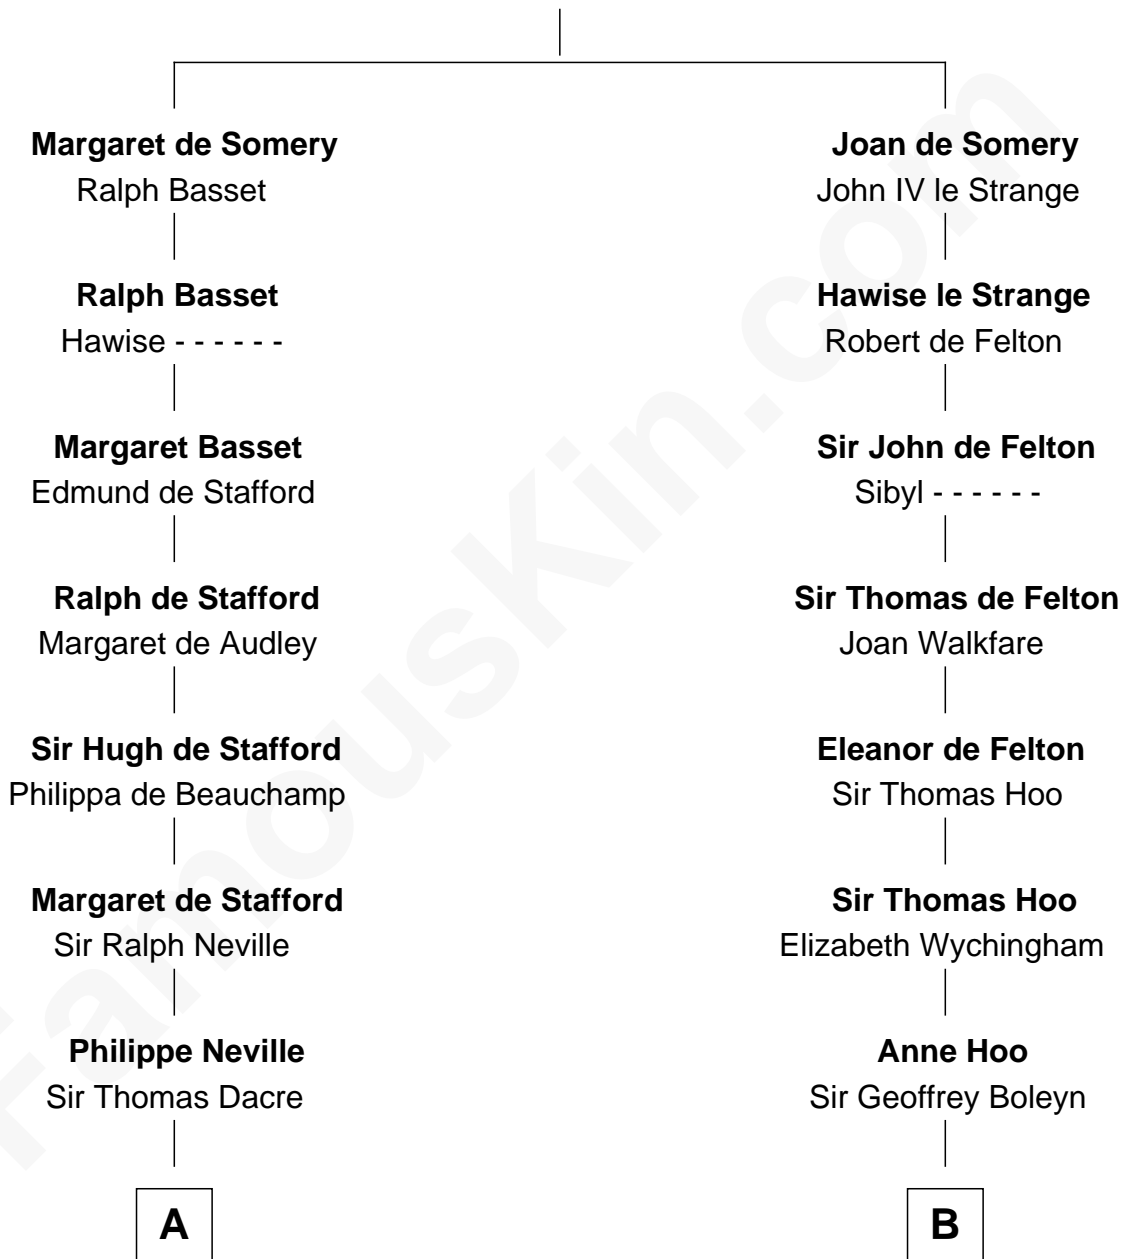 Margaret de Somery
Ralph Basset
Ralph Basset
Hawise - - - - - -
Margaret Basset
Edmund de Stafford
Ralph de Stafford
Margaret de Audley
Sir Hugh de Stafford
Philippa de Beauchamp
Margaret de Stafford
Sir Ralph Neville
Philippe Neville
Sir Thomas Dacre
A
Joan de Somery
John IV le Strange
Hawise le Strange
Robert de Felton
Sir John de Felton
Sibyl - - - - - -
Sir Thomas de Felton
Joan Walkfare
Eleanor de Felton
Sir Thomas Hoo
Sir Thomas Hoo
Elizabeth Wychingham
Anne Hoo
Sir Geoffrey Boleyn
B
FamousKin.com